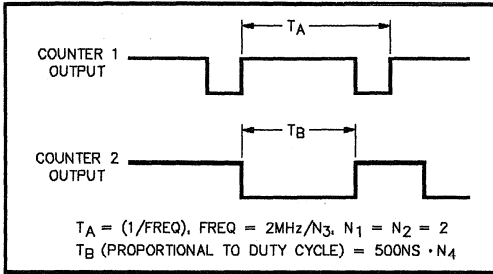 T_A
COUNTER 1
OUTPUT
T_B
COUNTER 2
OUTPUT
T_A = (1/FREQ), FREQ = 2MHz/N_3, N_1 = N_2 = 2
T_B (PROPORTIONAL TO DUTY CYCLE) = 500NS · N_4